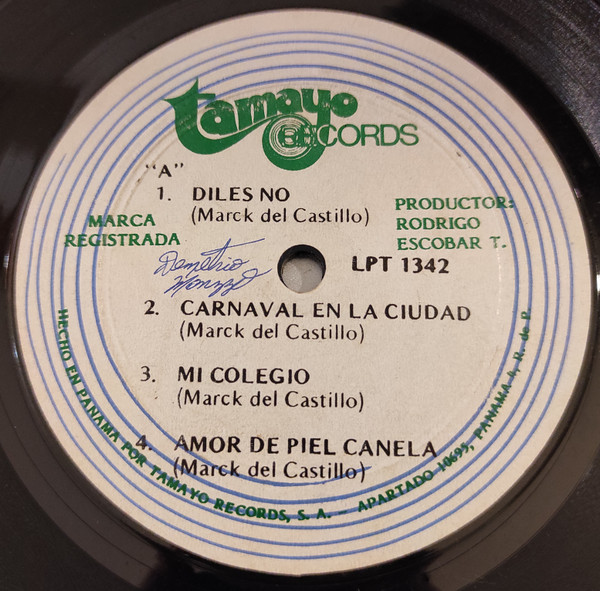 tamayo
RECORDS
"A"
1. DILES NO
(Marck del Castillo)
MARCA
REGISTRADA
PRODUCTOR:
RODRIGO
ESCOBAR T.
LPT 1342
Demetrio
2. CARNAVAL EN LA CIUDAD
(Marck del Castillo)
3. MI COLEGIO
(Marck del Castillo)
4. AMOR DE PIEL CANELA
(Marck del Castillo)
HECHO EN PANAMA POR TAMAYO RECORDS, S. A. — APARTADO 10695, PANAMA 4, R. de P.